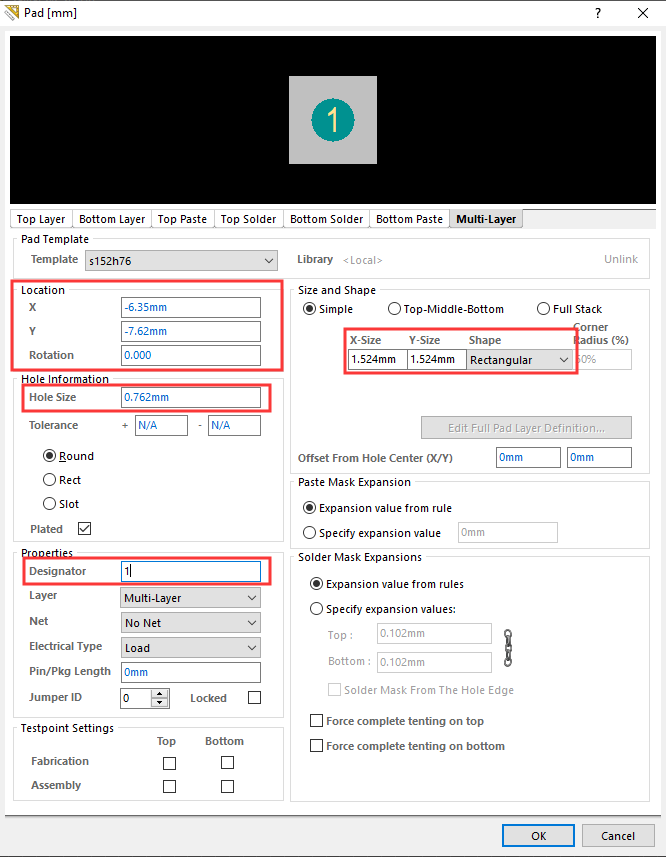 Pad [mm]
?
1
Top Layer Bottom Layer Top Paste Top Solder Bottom Solder Bottom Paste Multi-Layer
Pad Template
Template s152h76 Library <Local> Unlink
Location
X -6.35mm
Y -7.62mm
Rotation 0.000
Hole Information
Hole Size 0.762mm
Tolerance + N/A - N/A
Round
Rect
Slot
Plated
Properties
Designator 1
Layer Multi-Layer
Net No Net
Electrical Type Load
Pin/Pkg Length 0mm
Jumper ID 0 Locked
Testpoint Settings
Top Bottom
Fabrication
Assembly
Size and Shape
Simple Top-Middle-Bottom Full Stack
X-Size Y-Size Shape Corner
Radius (%)
1.524mm 1.524mm Rectangular 50%
Edit Full Pad Layer Definition...
Offset From Hole Center (X/Y) 0mm 0mm
Paste Mask Expansion
Expansion value from rule
Specify expansion value 0mm
Solder Mask Expansions
Expansion value from rules
Specify expansion values:
Top : 0.102mm
Bottom : 0.102mm
Solder Mask From The Hole Edge
Force complete tenting on top
Force complete tenting on bottom
OK Cancel